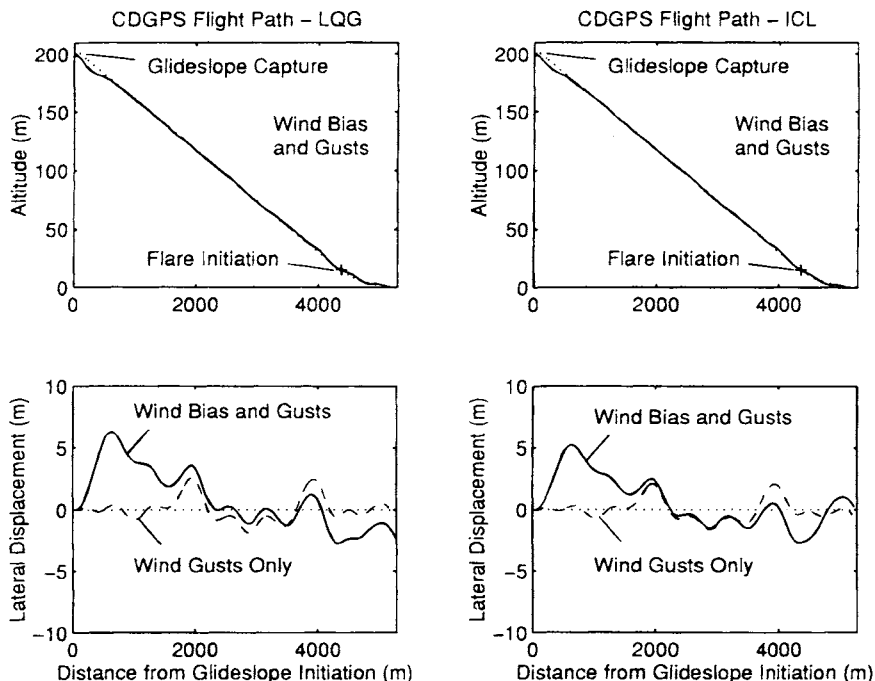 CDGPS Flight Path – LQG
200
150
100
50
0
Altitude (m)
Glideslope Capture
Wind Bias
and Gusts
Flare Initiation
0
2000
4000
CDGPS Flight Path – ICL
200
150
100
50
0
Altitude (m)
Glideslope Capture
Wind Bias
and Gusts
Flare Initiation
0
2000
4000
10
5
0
−5
−10
Lateral Displacement (m)
Wind Bias and Gusts
Wind Gusts Only
0
2000
4000
Distance from Glideslope Initiation (m)
10
5
0
−5
−10
Lateral Displacement (m)
Wind Bias and Gusts
Wind Gusts Only
0
2000
4000
Distance from Glideslope Initiation (m)